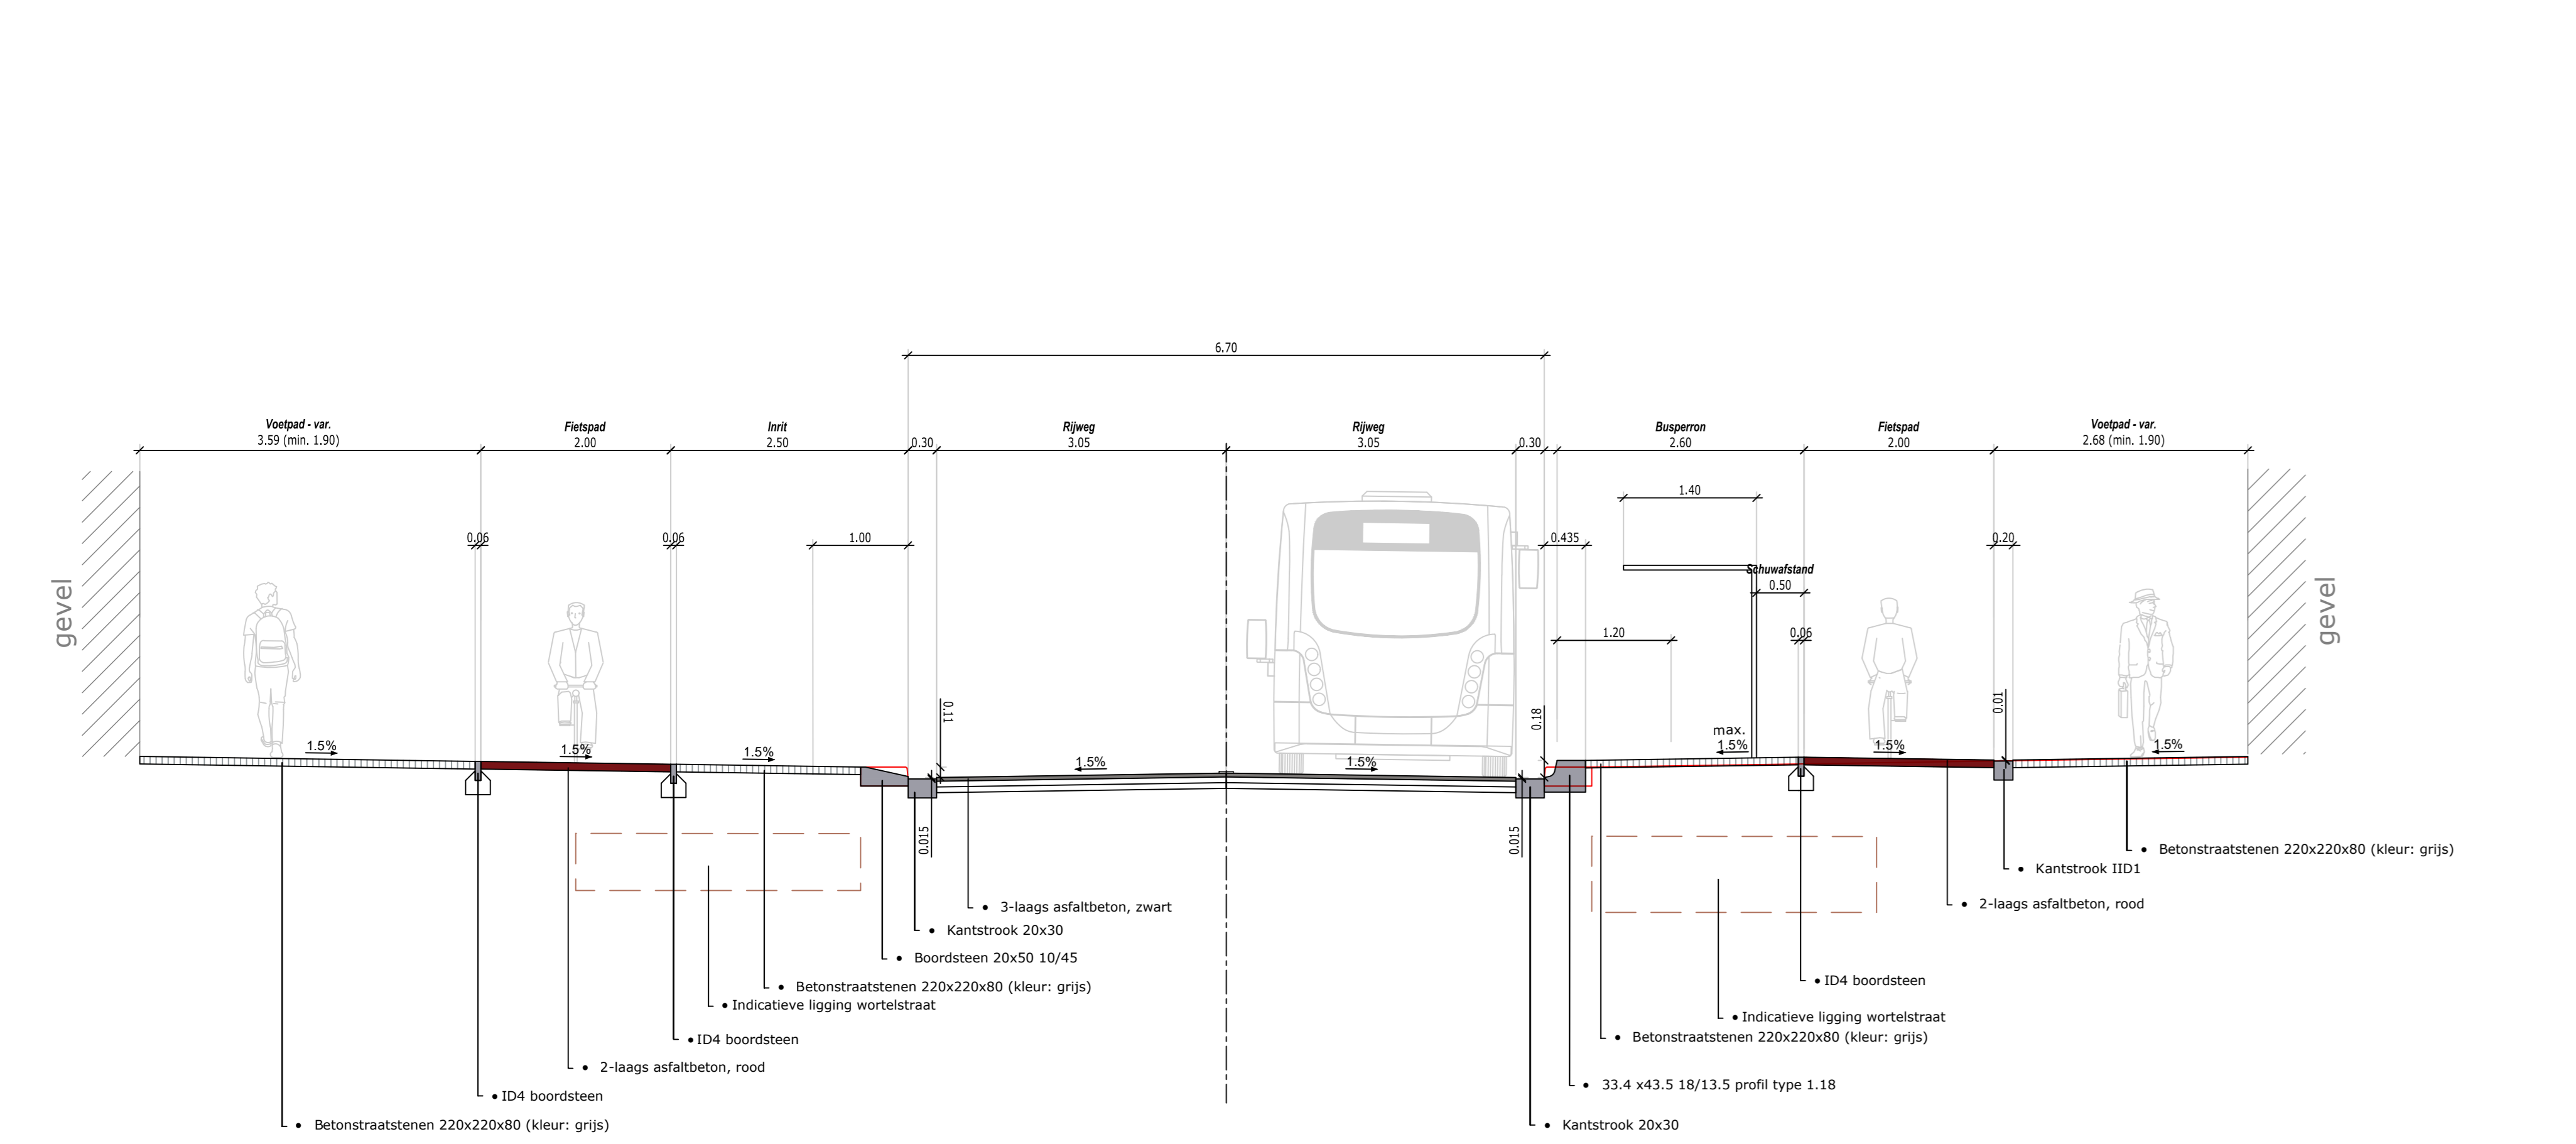 6.70
Voetpad - var.
3.59 (min. 1.90)
Fietspad
2.00
Inrit
2.50
0.30
Rijweg
3.05
Rijweg
3.05
0.30
Busperron
2.60
Fietspad
2.00
Voetpad - var.
2.68 (min. 1.90)
1.40
0.06
0.06
1.00
0.435
0.20
Schuwafstand
0.50
1.20
0.06
gevel
gevel
0.11
0.18
0.01
1.5%
1.5%
1.5%
1.5%
1.5%
max.
1.5%
1.5%
1.5%
0.015
0.015
• Betonstraatstenen 220x220x80 (kleur: grijs)
• Kantstrook IID1
• 2-laags asfaltbeton, rood
• 3-laags asfaltbeton, zwart
• Kantstrook 20x30
• Boordsteen 20x50 10/45
• Betonstraatstenen 220x220x80 (kleur: grijs)
• Indicatieve ligging wortelstraat
• ID4 boordsteen
• 2-laags asfaltbeton, rood
• ID4 boordsteen
• Betonstraatstenen 220x220x80 (kleur: grijs)
• ID4 boordsteen
• Indicatieve ligging wortelstraat
• Betonstraatstenen 220x220x80 (kleur: grijs)
• 33.4 x43.5 18/13.5 profil type 1.18
• Kantstrook 20x30